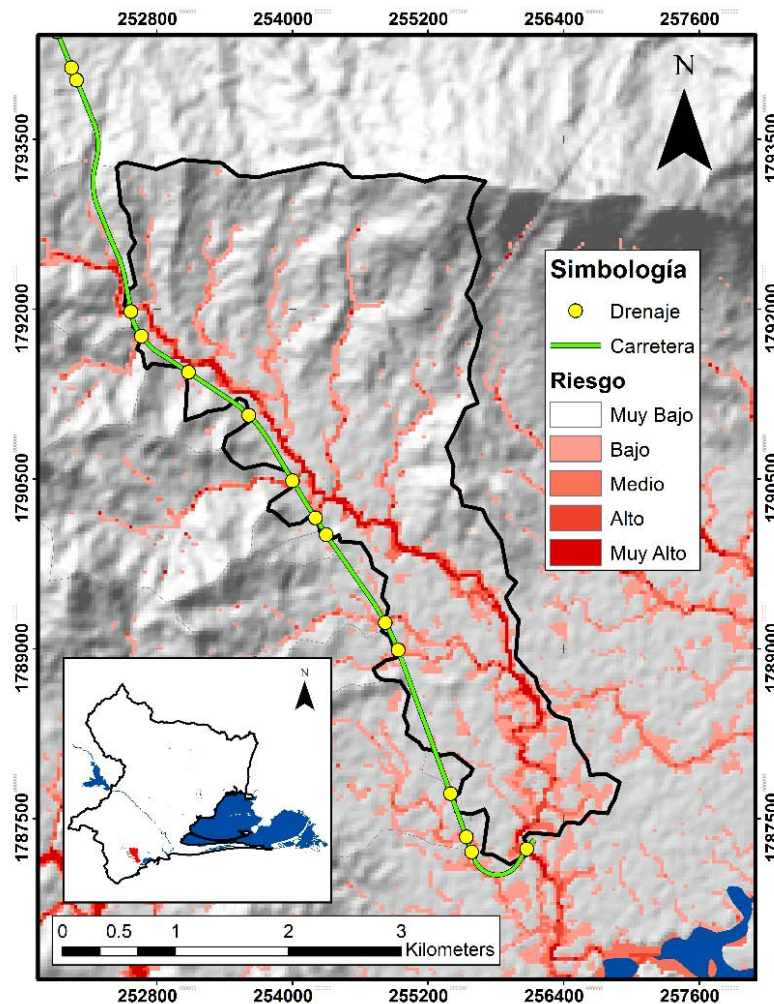 252800 254000 255200 256400 257600
N
1793500 1793500
Simbología
Drenaje
Carretera
Riesgo
Muy Bajo
Bajo
Medio
Alto
Muy Alto
1792000 1792000
1790500 1790500
1789000 1789000
N
1787500 1787500
0 0.5 1 2 3
Kilometers
252800 254000 255200 256400 257600